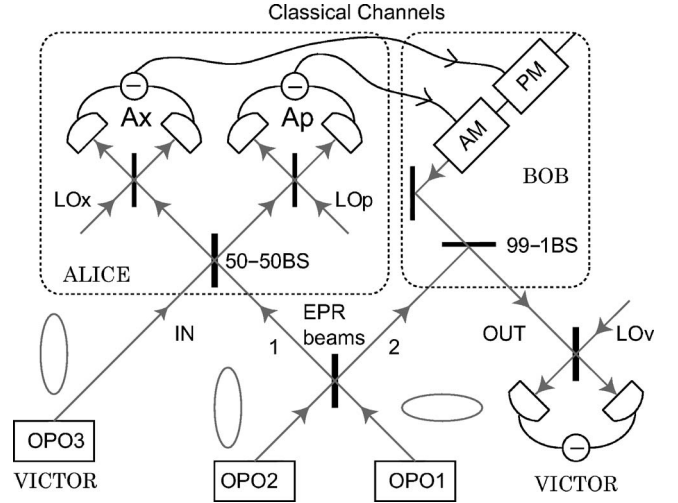 Classical Channels
−
−
Ax
Ap
PM
AM
LOx
LOp
BOB
ALICE
50−50BS
99−1BS
IN
EPR
beams
1
2
OUT
LOv
OPO3
OPO2
OPO1
−
VICTOR
VICTOR